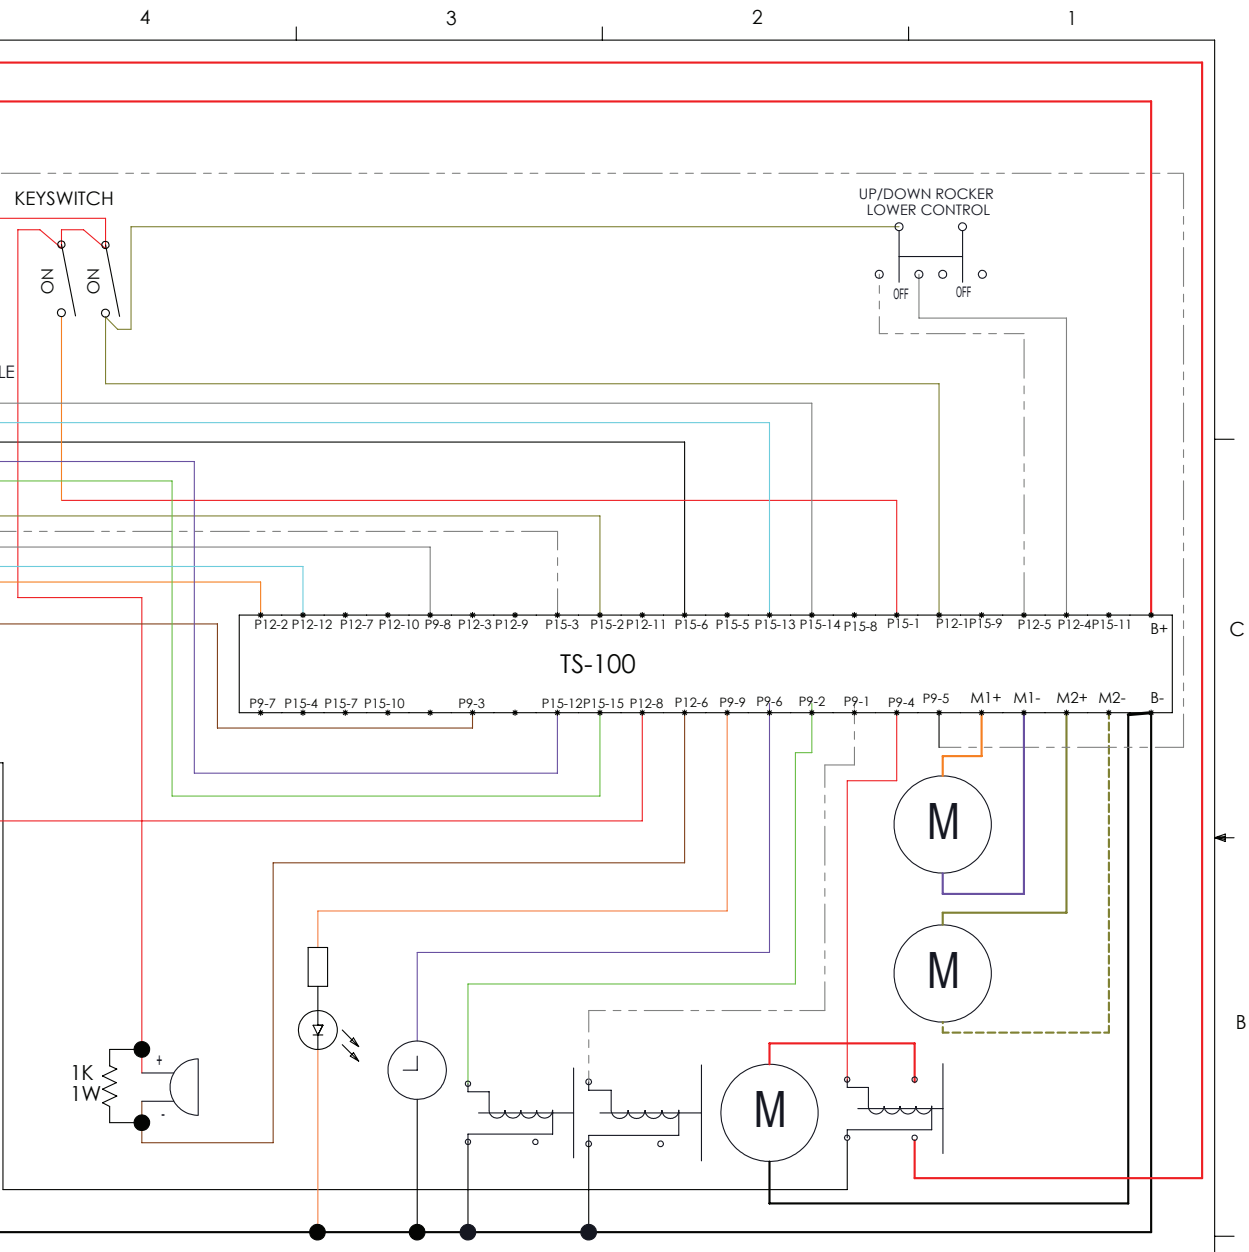 4 3 2 1
KEYSWITCH
UP/DOWN ROCKER
LOWER CONTROL
ON ON
OFF OFF
LE
P12-2 P12-12 P12-7 P12-10 P9-8 P12-3 P12-9 P15-3 P15-2 P12-11 P15-6 P15-5 P15-13 P15-14 P15-8 P15-1 P12-1 P15-9 P12-5 P12-4 P15-11 B+
C
TS-100
P9-7 P15-4 P15-7 P15-10 P9-3 P15-12 P15-15 P12-8 P12-6 P9-9 P9-6 P9-2 P9-1 P9-4 P9-5 M1+ M1- M2+ M2- B-
M
M
B
+
1K
1W
-
M